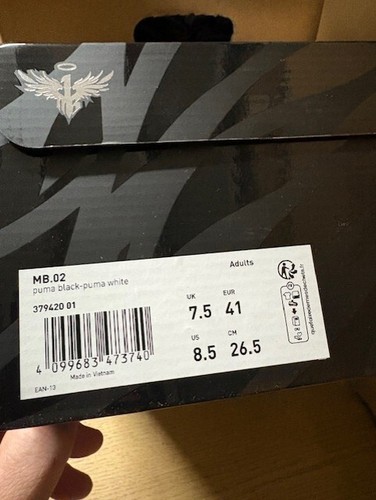 MB.02
Adults
puma black-puma white
379420 01
UK EUR
7.5 41
US CM
8.5 26.5
4 099683 473740
Made in Vietnam
EAN-13